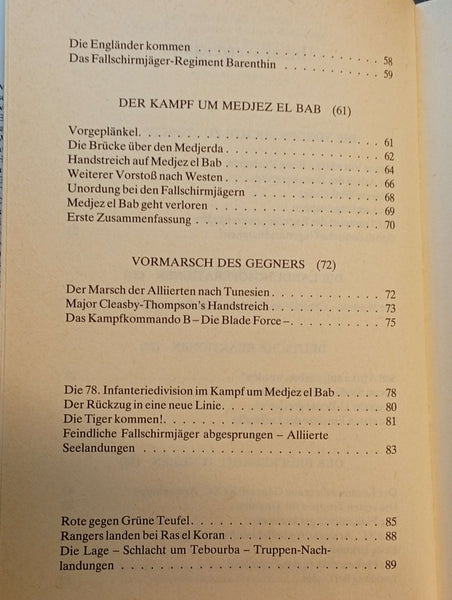 Die Engländer kommen . . . . . . . . . . . . . . . . . . . . . . 58
Das Fallschirmjäger-Regiment Barenthin . . . . . . . . . . . 59
DER KAMPF UM MEDJEZ EL BAB (61)
Vorgeplänkel. . . . . . . . . . . . . . . . . . . . . . . . . . . . 61
Die Brücke über den Medjerda . . . . . . . . . . . . . . . . . 62
Handstreich auf Medjez el Bab . . . . . . . . . . . . . . . . . 64
Weiterer Vorstoß nach Westen . . . . . . . . . . . . . . . . . 66
Unordung bei den Fallschirmjägern . . . . . . . . . . . . . . 68
Medjez el Bab geht verloren . . . . . . . . . . . . . . . . . . 69
Erste Zusammenfassung . . . . . . . . . . . . . . . . . . . . . 70
VORMARSCH DES GEGNERS (72)
Der Marsch der Alliierten nach Tunesien . . . . . . . . . . . 72
Major Cleasby-Thompson's Handstreich . . . . . . . . . . . . 73
Das Kampfkommando B – Die Blade Force – . . . . . . . . . . 75
Die 78. Infanteriedivision im Kampf um Medjez el Bab . . . . 78
Der Rückzug in eine neue Linie . . . . . . . . . . . . . . . . 80
Die Tiger kommen! . . . . . . . . . . . . . . . . . . . . . . . . 81
Feindliche Fallschirmjäger abgesprungen – Alliierte
Seelandungen . . . . . . . . . . . . . . . . . . . . . . . . . . . 83
Rote gegen Grüne Teufel . . . . . . . . . . . . . . . . . . . . . 85
Rangers landen bei Ras el Koran . . . . . . . . . . . . . . . . 88
Die Lage – Schlacht um Tebourba – Truppen-Nach-
landungen . . . . . . . . . . . . . . . . . . . . . . . . . . . . . 89